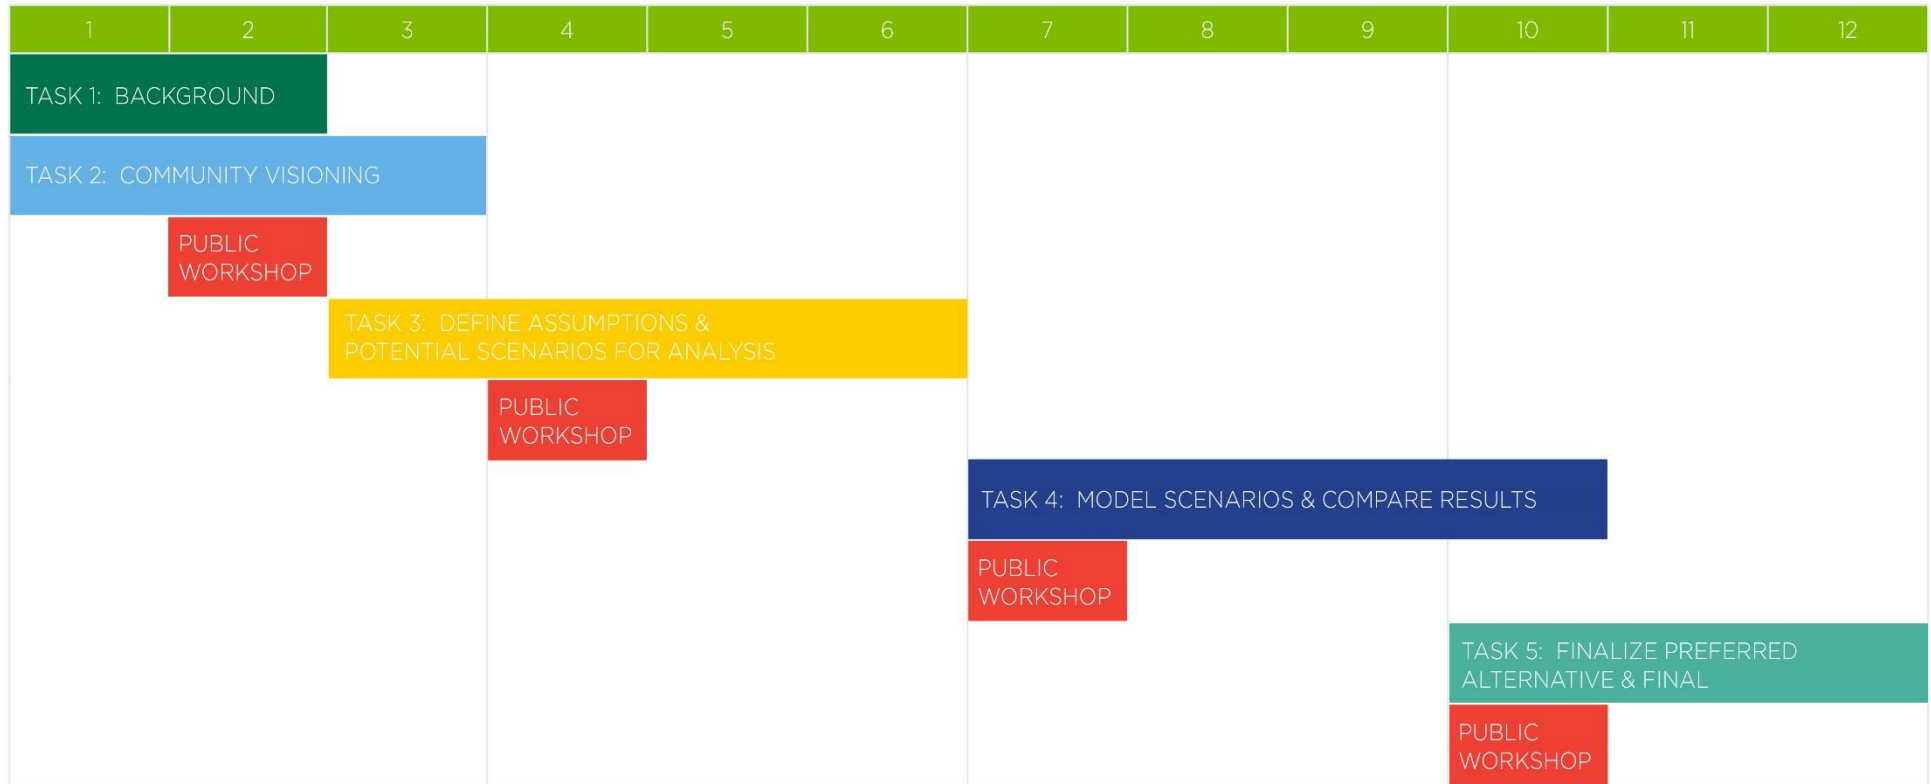 1 2 3 4 5 6 7 8 9 10 11 12
TASK 1: BACKGROUND
TASK 2: COMMUNITY VISIONING
PUBLIC
WORKSHOP
TASK 3: DEFINE ASSUMPTIONS &
POTENTIAL SCENARIOS FOR ANALYSIS
PUBLIC
WORKSHOP
TASK 4: MODEL SCENARIOS & COMPARE RESULTS
PUBLIC
WORKSHOP
TASK 5: FINALIZE PREFERRED
ALTERNATIVE & FINAL
PUBLIC
WORKSHOP